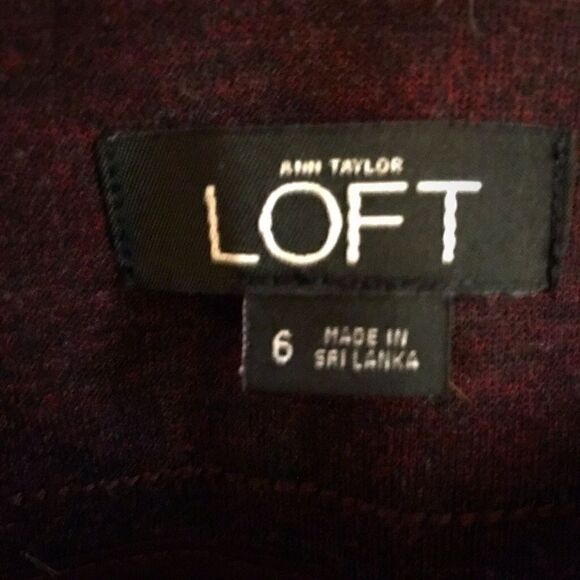 ANN TAYLOR
LOFT
6
MADE IN
SRI LANKA